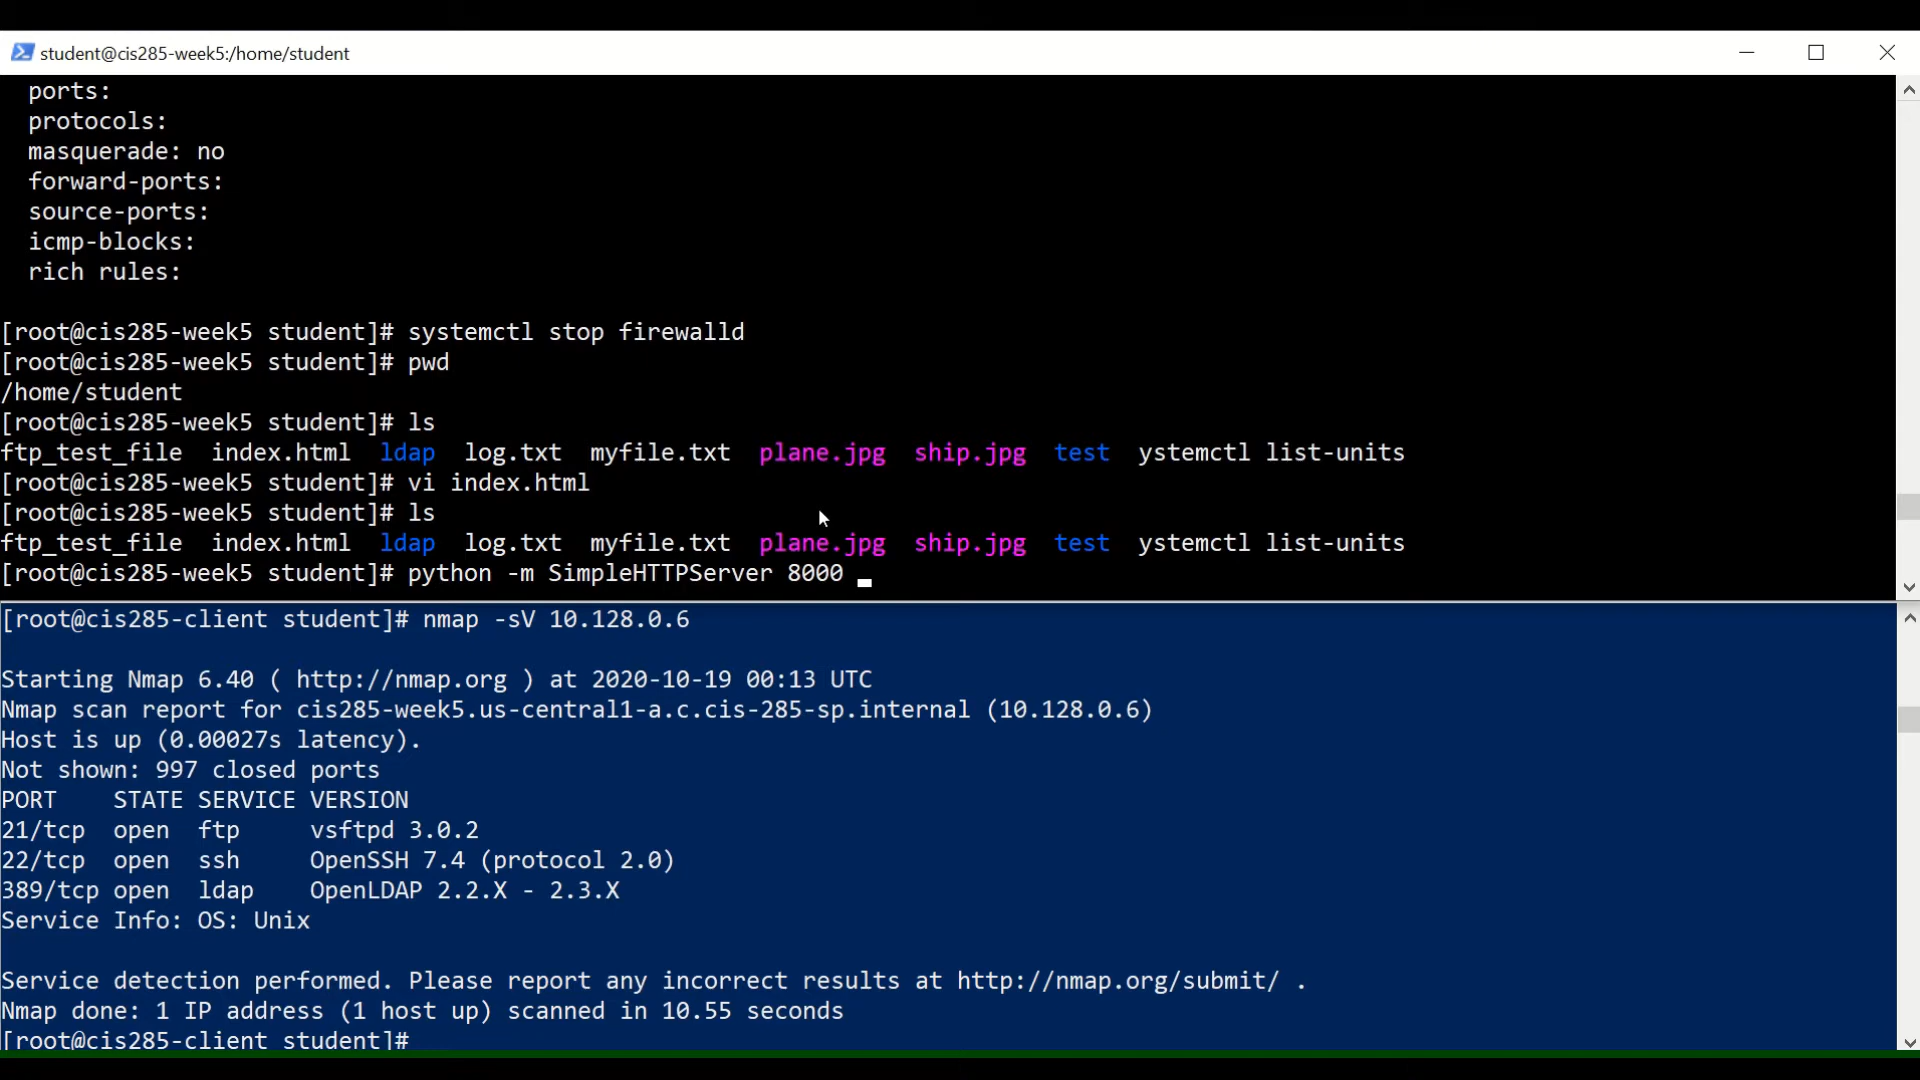 student@cis285-week5:/home/student
ports:
protocols:
masquerade: no
forward-ports:
source-ports:
icmp-blocks:
rich rules:
[root@cis285-week5 student]# systemctl stop firewalld
[root@cis285-week5 student]# pwd
/home/student
[root@cis285-week5 student]# ls
ftp_test_file  index.html  ldap  log.txt  myfile.txt  plane.jpg  ship.jpg  test  ystemctl list-units
[root@cis285-week5 student]# vi index.html
[root@cis285-week5 student]# ls
ftp_test_file  index.html  ldap  log.txt  myfile.txt  plane.jpg  ship.jpg  test  ystemctl list-units
[root@cis285-week5 student]# python -m SimpleHTTPServer 8000
[root@cis285-client student]# nmap -sV 10.128.0.6
Starting Nmap 6.40 ( http://nmap.org ) at 2020-10-19 00:13 UTC
Nmap scan report for cis285-week5.us-central1-a.c.cis-285-sp.internal (10.128.0.6)
Host is up (0.00027s latency).
Not shown: 997 closed ports
PORT    STATE SERVICE VERSION
21/tcp  open  ftp     vsftpd 3.0.2
22/tcp  open  ssh     OpenSSH 7.4 (protocol 2.0)
389/tcp open  ldap    OpenLDAP 2.2.X - 2.3.X
Service Info: OS: Unix
Service detection performed. Please report any incorrect results at http://nmap.org/submit/ .
Nmap done: 1 IP address (1 host up) scanned in 10.55 seconds
[root@cis285-client student]#